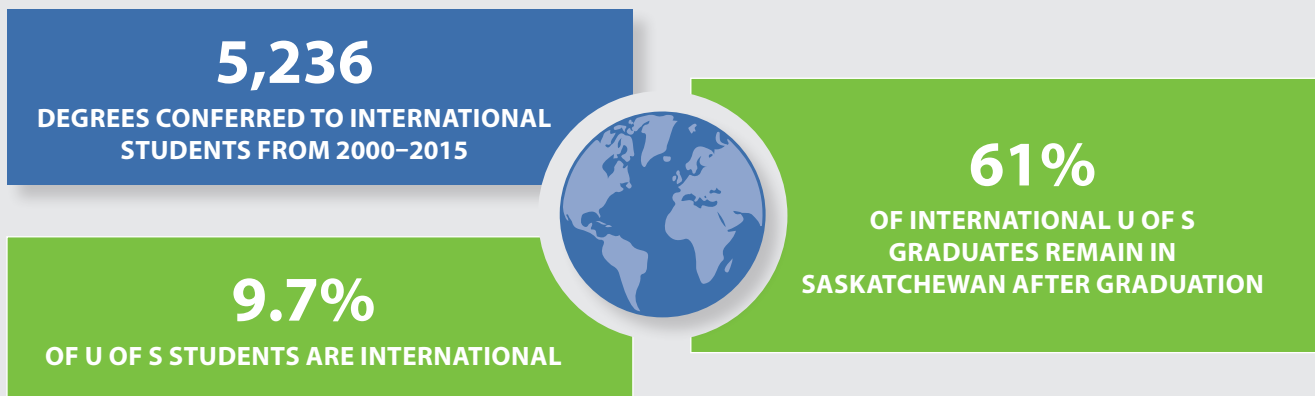 5,236
DEGREES CONFERRED TO INTERNATIONAL
STUDENTS FROM 2000–2015
9.7%
OF U OF S STUDENTS ARE INTERNATIONAL
61%
OF INTERNATIONAL U OF S
GRADUATES REMAIN IN
SASKATCHEWAN AFTER GRADUATION